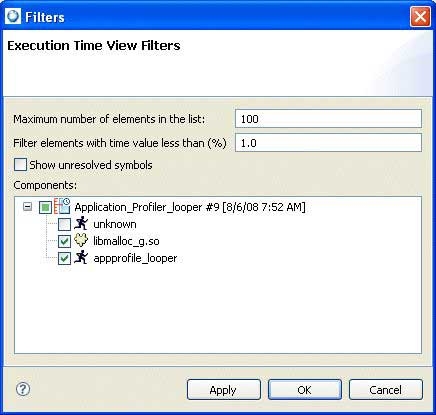 Filters
Execution Time View Filters
Maximum number of elements in the list: 100
Filter elements with time value less than (%) 1.0
Show unresolved symbols
Components:
Application_Profiler_looper #9 [8/6/08 7:52 AM]
unknown
libmalloc_g.so
appprofile_looper
? Apply OK Cancel